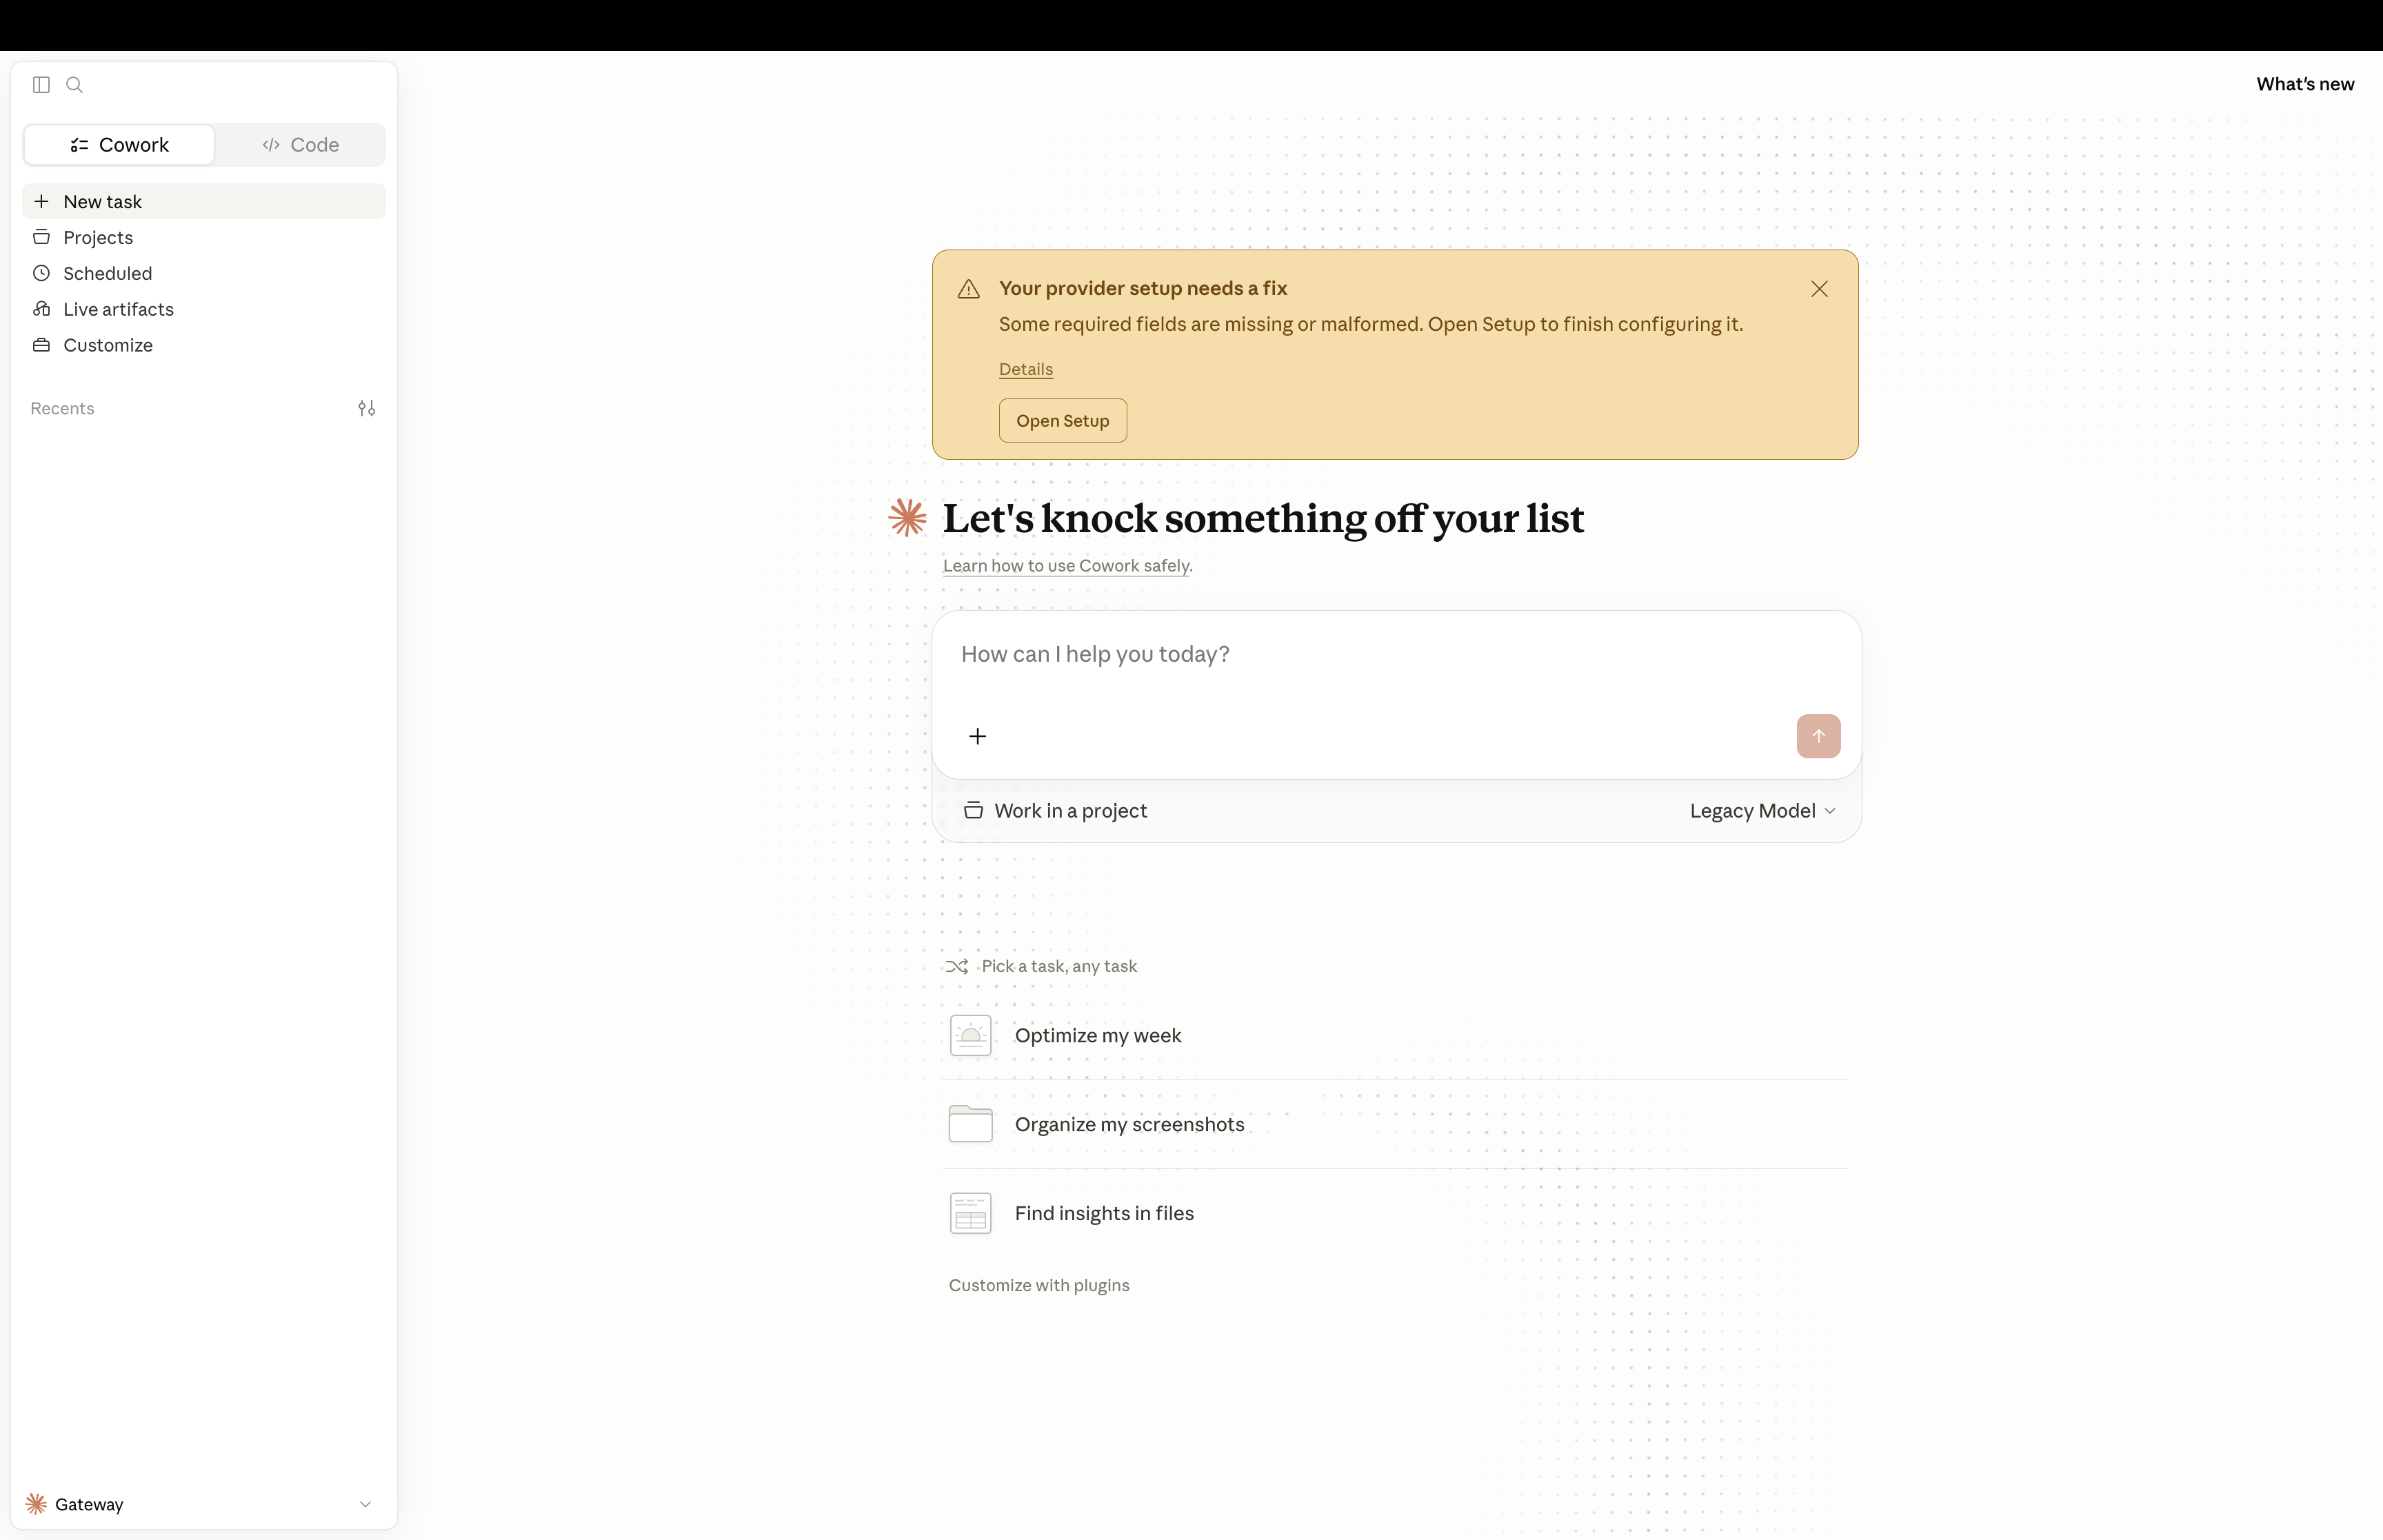 What's new
Cowork
Code
New task
Projects
Scheduled
Live artifacts
Customize
Recents
Your provider setup needs a fix
Some required fields are missing or malformed. Open Setup to finish configuring it.
Details
Open Setup
Let's knock something off your list
Learn how to use Cowork safely.
How can I help you today?
Work in a project
Legacy Model
Pick a task, any task
Optimize my week
Organize my screenshots
Find insights in files
Customize with plugins
Gateway